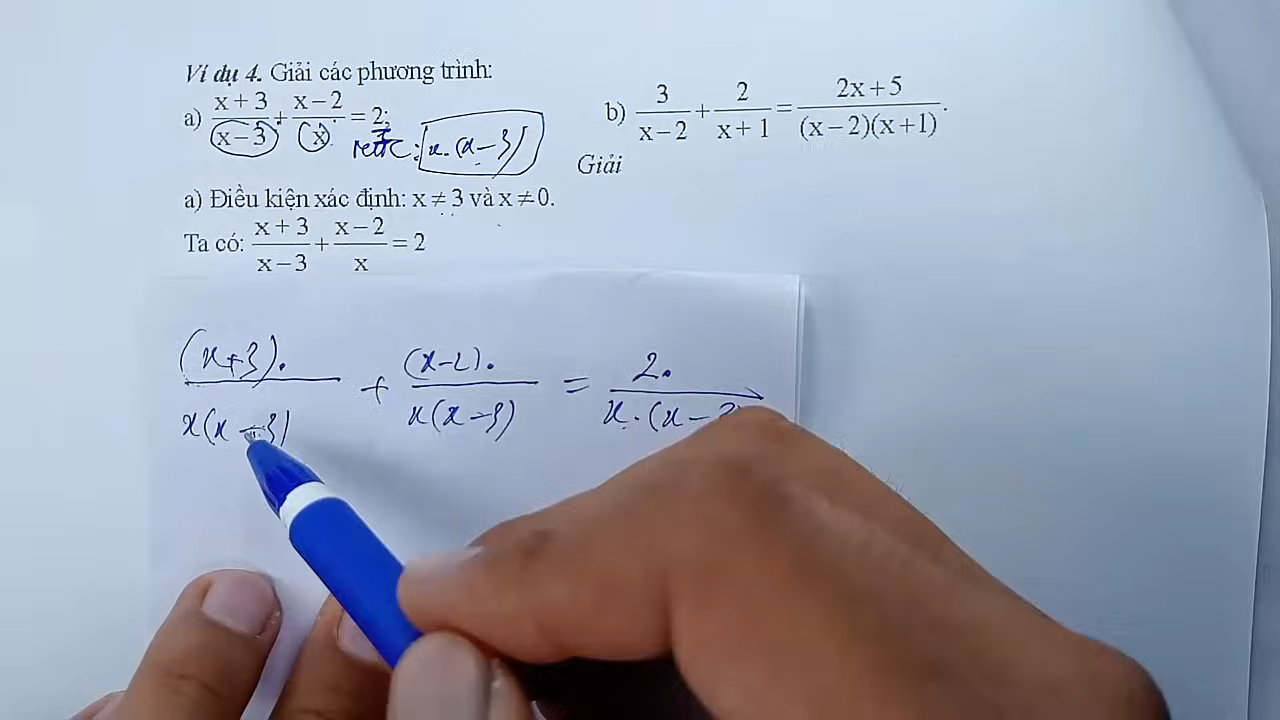 Ví dụ 4. Giải các phương trình:
a) (x+3)/(x−3) + (x−2)/x = 2;
b) 3/(x−2) + 2/(x+1) = (2x+5)/((x−2)(x+1)).
x.(x−3)
Giải
a) Điều kiện xác định: x ≠ 3 và x ≠ 0.
Ta có: (x+3)/(x−3) + (x−2)/x = 2
(x+3). / x(x−3) + (x−2). / x(x−3) = 2. / x.(x−